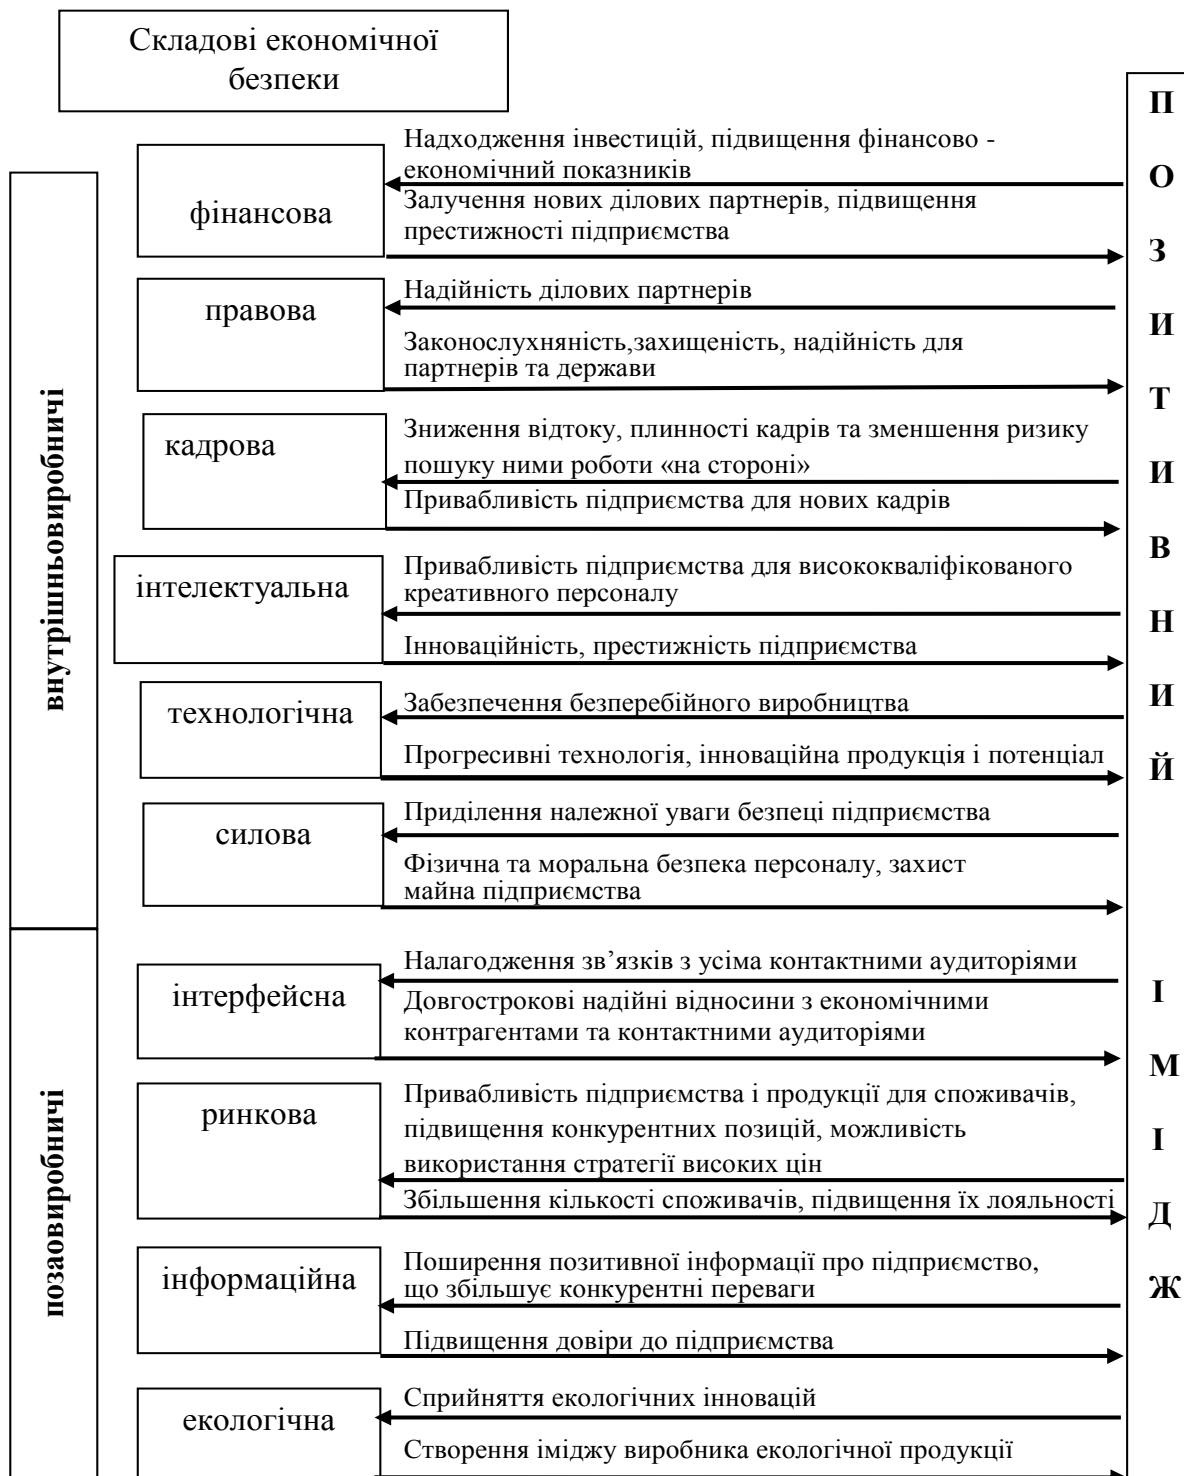 Складові економічної
безпеки
ПОЗИТИВНИЙ ІМІДЖ
внутрішньовиробничі
фінансова
Надходження інвестицій, підвищення фінансово -
економічний показників
Залучення нових ділових партнерів, підвищення
престижності підприємства
правова
Надійність ділових партнерів
Законослухняність,захищеність, надійність для
партнерів та держави
кадрова
Зниження відтоку, плинності кадрів та зменшення ризику
пошуку ними роботи «на стороні»
Привабливість підприємства для нових кадрів
інтелектуальна
Привабливість підприємства для висококваліфікованого
креативного персоналу
Інноваційність, престижність підприємства
технологічна
Забезпечення безперебійного виробництва
Прогресивні технологія, інноваційна продукція і потенціал
силова
Приділення належної уваги безпеці підприємства
Фізична та моральна безпека персоналу, захист
майна підприємства
позаовиробничі
інтерфейсна
Налагодження зв’язків з усіма контактними аудиторіями
Довгострокові надійні відносини з економічними
контрагентами та контактними аудиторіями
ринкова
Привабливість підприємства і продукції для споживачів,
підвищення конкурентних позицій, можливість
використання стратегії високих цін
Збільшення кількості споживачів, підвищення їх лояльності
інформаційна
Поширення позитивної інформації про підприємство,
що збільшує конкурентні переваги
Підвищення довіри до підприємства
екологічна
Сприйняття екологічних інновацій
Створення іміджу виробника екологічної продукції